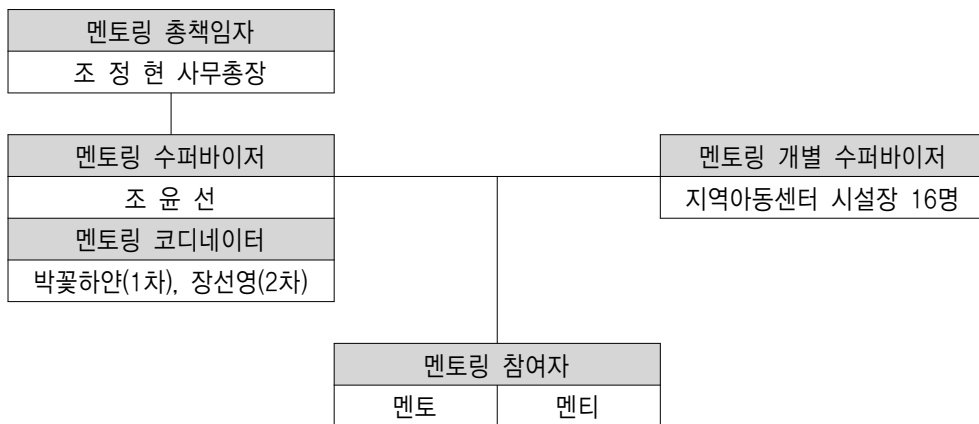 멘토링 총책임자
조 정 현 사무총장
멘토링 수퍼바이저
조 윤 선
멘토링 코디네이터
박꽃하얀(1차), 장선영(2차)
멘토링 개별 수퍼바이저
지역아동센터 시설장 16명
멘토링 참여자
멘토 멘티